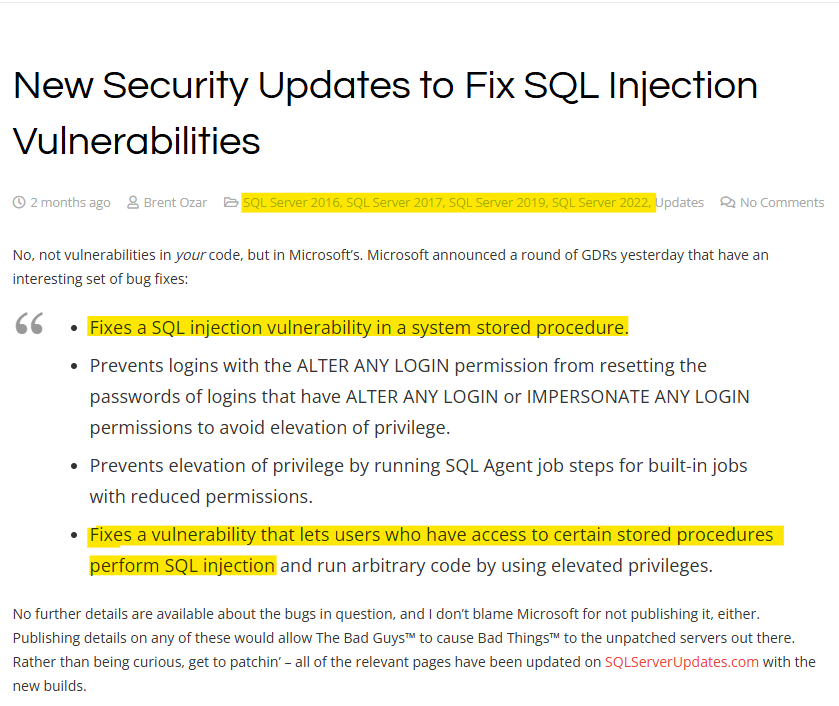 New Security Updates to Fix SQL Injection
Vulnerabilities
2 months ago Brent Ozar SQL Server 2016, SQL Server 2017, SQL Server 2019, SQL Server 2022, Updates No Comments
No, not vulnerabilities in your code, but in Microsoft’s. Microsoft announced a round of GDRs yesterday that have an
interesting set of bug fixes:
“
• Fixes a SQL injection vulnerability in a system stored procedure.
• Prevents logins with the ALTER ANY LOGIN permission from resetting the
passwords of logins that have ALTER ANY LOGIN or IMPERSONATE ANY LOGIN
permissions to avoid elevation of privilege.
• Prevents elevation of privilege by running SQL Agent job steps for built-in jobs
with reduced permissions.
• Fixes a vulnerability that lets users who have access to certain stored procedures
perform SQL injection and run arbitrary code by using elevated privileges.
No further details are available about the bugs in question, and I don’t blame Microsoft for not publishing it, either.
Publishing details on any of these would allow The Bad Guys™ to cause Bad Things™ to the unpatched servers out there.
Rather than being curious, get to patchin’ – all of the relevant pages have been updated on SQLServerUpdates.com with the
new builds.